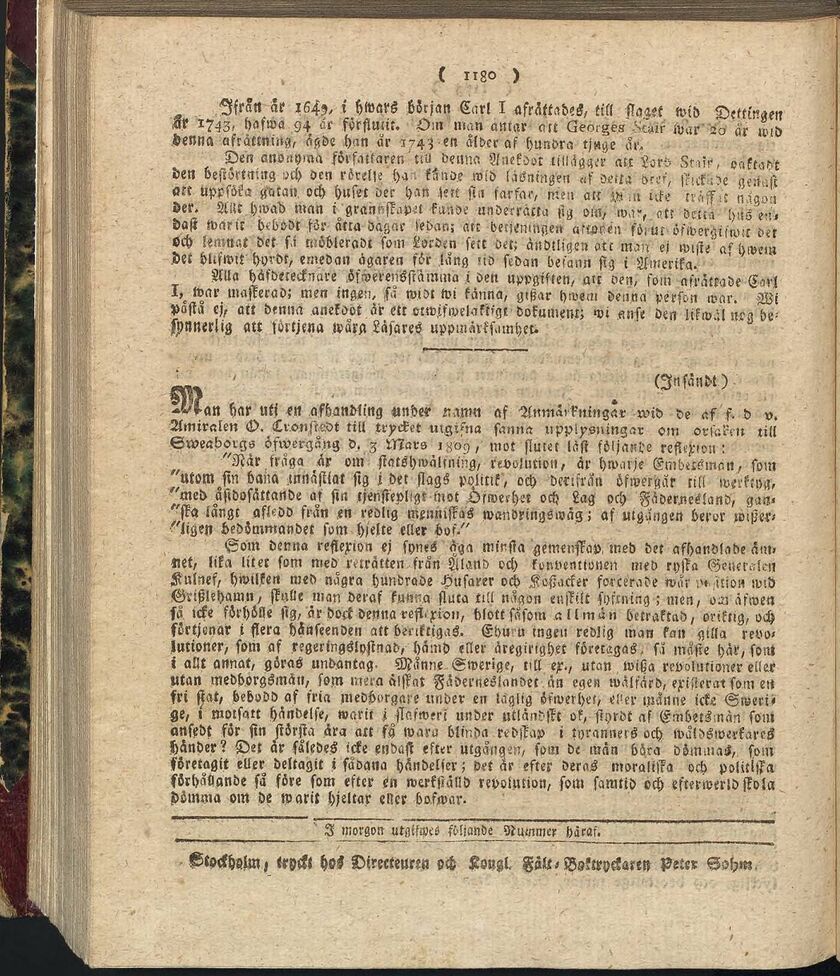 ( 1180 )
Ifrån år 1649, i hwars början Carl I afrättades, till slaget wid Dettingen
år 1743, hafwa 94 år förflutit. Om man antar att Georges Stair war 20 år wid
denna afrättning, ägde han år 1743 en ålder af hundra tjuge år.
Den anonyma författaren till denna Anekdot tillägger att Lord Stair, oaktadt
den bestörtning och den rörelse han kände wid läsningen af detta bref, skickade genast
att uppsöka gatan och huset der han sett sin farfar, men att man icke träffat någon
der. Allt hwad man i grannskapet kunde underrätta sig om, war, att detta hus en-
dast warit bebodt för åtta dagar sedan; att betjeningen aftonen förut öfwergifwit det
och lemnat det så möbleradt som Lorden sett det; ändtligen att man ej wiste af hwem
det blifwit hyrdt, emedan ägaren för lång tid sedan befann sig i Amerika.
Alla häfdetecknare öfwerensstämma i den uppgiften, att den, som afrättade Carl
I, war maskerad; men ingen, så widt wi känna, gißar hwem denna person war. Wi
påstå ej, att denna anekdot är ett otwifwelaktigt dokument; wi anse den likwäl nog be-
synnerlig att förtjena wåra Läsares uppmärksamhet.
(Insändt)
Man har uti en afhandling under namn af Anmärkningar wid de af f. d. v.
Amiralen O. Cronstedt till trycket utgifna sanna upplysningar om orsaken till
Sweaborgs öfwergång d. 3 Mars 1809, mot slutet läst följande reflexion:
"När fråga är om statshwälfning, revolution, är hwarje Embetsman, som
"utom sin bana innästlat sig i det slags politik, och derifrån öfwergår till werktyg,
"med åsidosättande af sin tjenstepligt mot Öfwerhet och Lag och Fädernesland, gan-
"ska långt afledd från en redlig menniskas wandringswäg; af utgången beror wißer-
"ligen bedömmandet som hjelte eller bof."
Som denna reflexion ej synes äga minsta gemenskap med det afhandlade äm-
net, lika litet som med reträtten från Åland och konventionen med ryska Generalen
Kulnef, hwilken med några hundrade Husarer och Koßacker forcerade wår position wid
Grißlehamn, skulle man deraf kunna sluta till någon enskilt syftning; men, om äfwen
så icke förhölle sig, är dock denna reflexion, blott såsom allmän betraktad, oriktig, och
förtjenar i flera hänseenden att beriktigas. Ehuru ingen redlig man kan gilla revo-
lutioner, som af regeringslystnad, hämd eller äregirighet företagas, så måste här, som
i allt annat, göras undantag. Månne Swerige, till ex., utan wißa revolutioner eller
utan medborgsmän, som mera älskat Fäderneslandet än egen wälfärd, existerat som en
fri stat, bebodd af fria medborgare under en laglig öfwerhet, eller månne icke Sweri-
ge, i motsatt händelse, warit i slafweri under utländskt ok, styrdt af Embetsmän som
ansedt för sin största ära att få wara blinda redskap i tyranners och wåldswerkares
händer? Det är således icke endast efter utgången, som de män böra dömmas, som
företagit eller deltagit i sådana händelser; det är efter deras moraliska och politiska
förhållande så före som efter en werkställd revolution, som samtid och efterwerld skola
dömma om de warit hjeltar eller bofwar.
I morgon utgifwes följande Nummer häraf.
Stockholm, tryckt hos Directeuren och Kongl. Fält-Boktryckaren Peter Sohm.